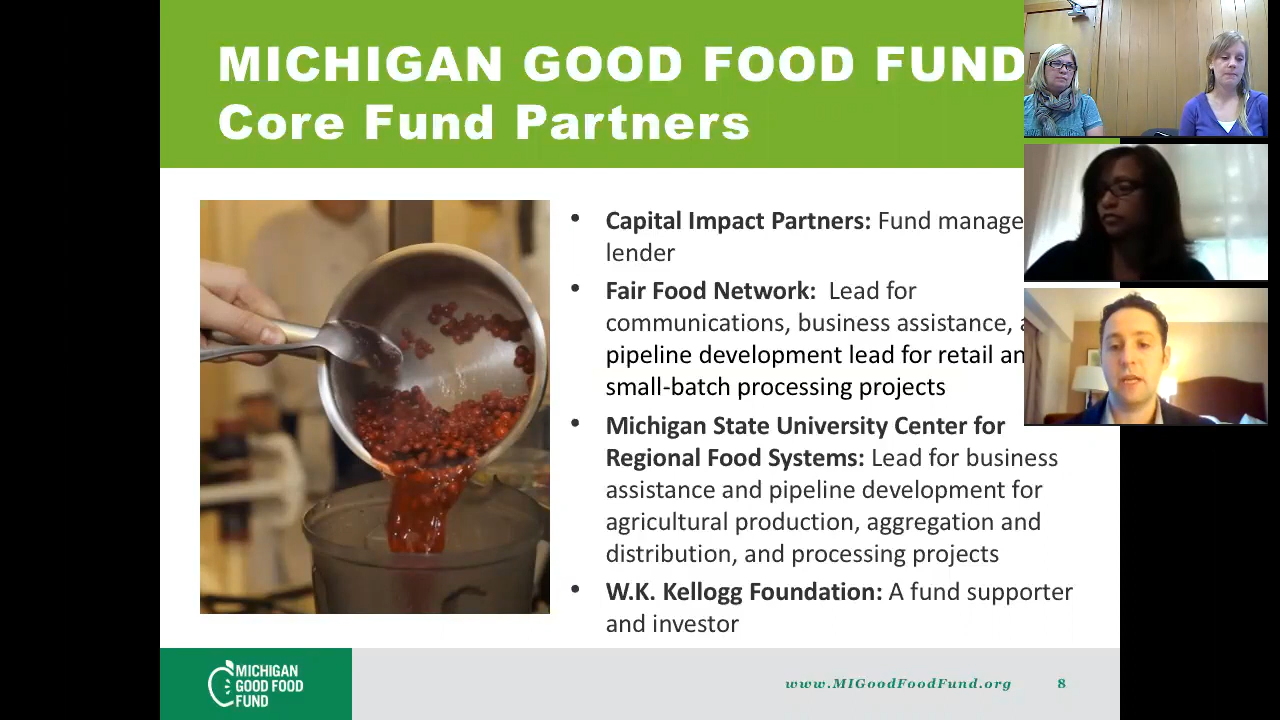 MICHIGAN GOOD FOOD FUND
Core Fund Partners
• Capital Impact Partners: Fund manage
lender
• Fair Food Network: Lead for
communications, business assistance,
pipeline development lead for retail an
small-batch processing projects
• Michigan State University Center for
Regional Food Systems: Lead for business
assistance and pipeline development for
agricultural production, aggregation and
distribution, and processing projects
• W.K. Kellogg Foundation: A fund supporter
and investor
MICHIGAN
GOOD FOOD
FUND
www.MIGoodFoodFund.org 8